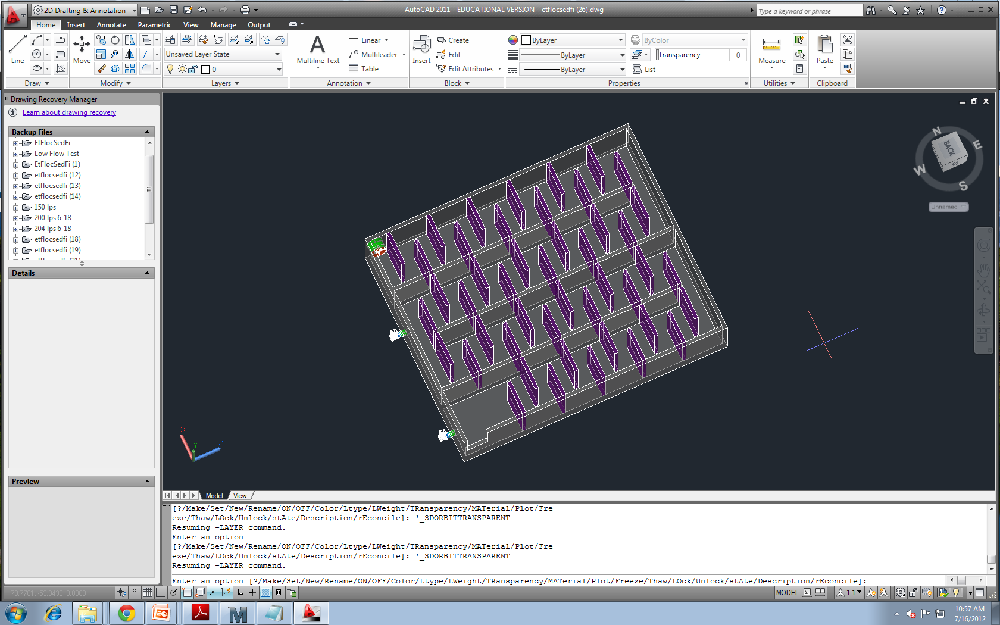 2D Drafting & Annotation
AutoCAD 2011 - EDUCATIONAL VERSION etflocsedfi (26).dwg
Type a keyword or phrase
Home Insert Annotate Parametric View Manage Output
Line
Move
Unsaved Layer State
0
A
Multiline Text
Linear
Multileader
Table
Insert
Create
Edit
Edit Attributes
ByLayer
ByLayer
ByLayer
ByColor
Transparency 0
List
Measure
Paste
Draw Modify Layers Annotation Block Properties Utilities Clipboard
Drawing Recovery Manager
Learn about drawing recovery
Backup Files
EtFlocSedFi
Low Flow Test
EtFlocSedFi (1)
etflocsedfi (12)
etflocsedfi (13)
etflocsedfi (14)
150 lps
200 lps 6-18
204 lps 6-18
etflocsedfi (18)
etflocsedfi (19)
Details
Preview
N
E
S
W
BACK
Unnamed
X
Y
Z
Model View
[?/Make/Set/New/Rename/ON/OFF/Color/Ltype/LWeight/TRansparency/MATerial/Plot/Fre
eze/Thaw/LOck/Unlock/stAte/Description/rEconcile]: '_3DORBITTRANSPARENT
Resuming -LAYER command.
Enter an option
[?/Make/Set/New/Rename/ON/OFF/Color/Ltype/LWeight/TRansparency/MATerial/Plot/Fre
eze/Thaw/LOck/Unlock/stAte/Description/rEconcile]: '_3DORBITTRANSPARENT
Resuming -LAYER command.
Enter an option [?/Make/Set/New/Rename/ON/OFF/Color/Ltype/LWeight/TRansparency/MATerial/Plot/Freeze/Thaw/LOck/Unlock/stAte/Description/rEconcile]:
78.7781, -53.3430, 0.0000
MODEL
1:1
10:57 AM
7/16/2012